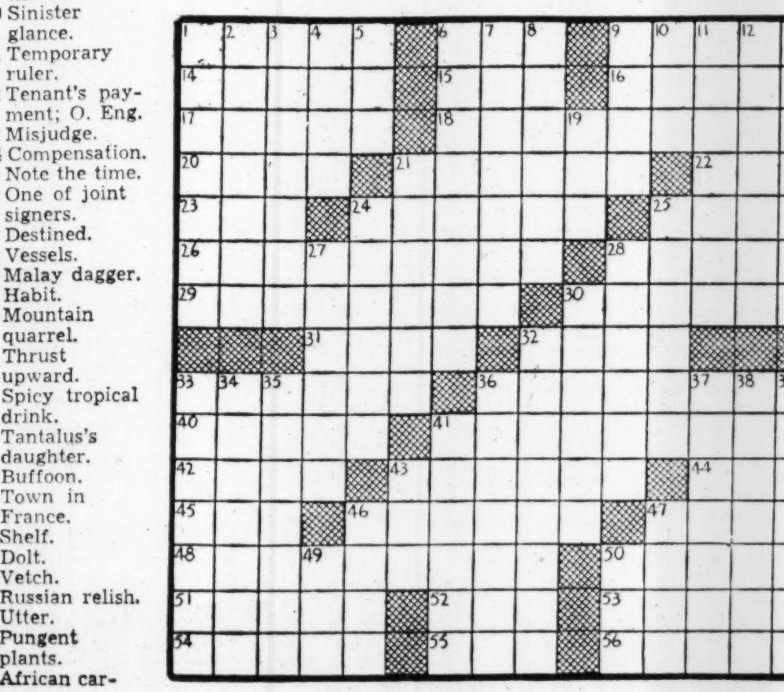 Sinister
glance.
Temporary
ruler.
Tenant's pay-
ment; O. Eng.
Misjudge.
Compensation.
Note the time.
One of joint
signers.
Destined.
Vessels.
Malay dagger.
Habit.
Mountain
quarrel.
Thrust
upward.
Spicy tropical
drink.
Tantalus's
daughter.
Buffoon.
Town in
France.
Shelf.
Dolt.
Vetch.
Russian relish.
Utter.
Pungent
plants.
African car-
1 2 3 4 5 6 7 8 9 10 11 12
14 15 16
17 18 19
20 21 22
23 24 25
26 27 28
29 30
31 32
33 34 35 36 37 38
40 41
42 43 44
45 46 47
48 49 50
51 52 53
54 55 56